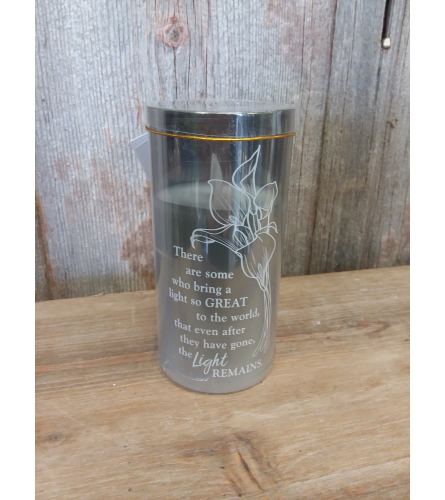 There
are some
who bring a
light so GREAT
to the world,
that even after
they have gone,
the Light
REMAINS.